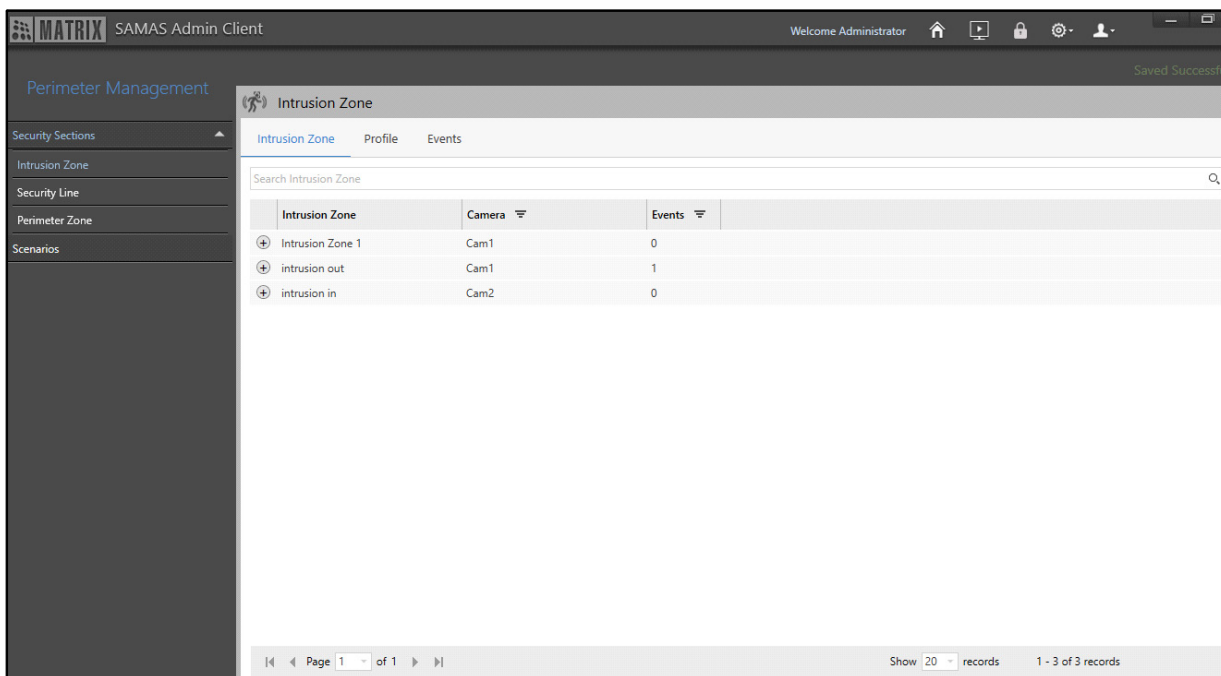 MATRIX SAMAS Admin Client Welcome Administrator
Saved Successf
Perimeter Management
Intrusion Zone
Security Sections
Intrusion Zone Profile Events
Intrusion Zone
Search Intrusion Zone
Security Line
Intrusion Zone Camera Events
Perimeter Zone
Intrusion Zone 1 Cam1 0
Scenarios
intrusion out Cam1 1
intrusion in Cam2 0
Page 1 of 1 Show 20 records 1 - 3 of 3 records